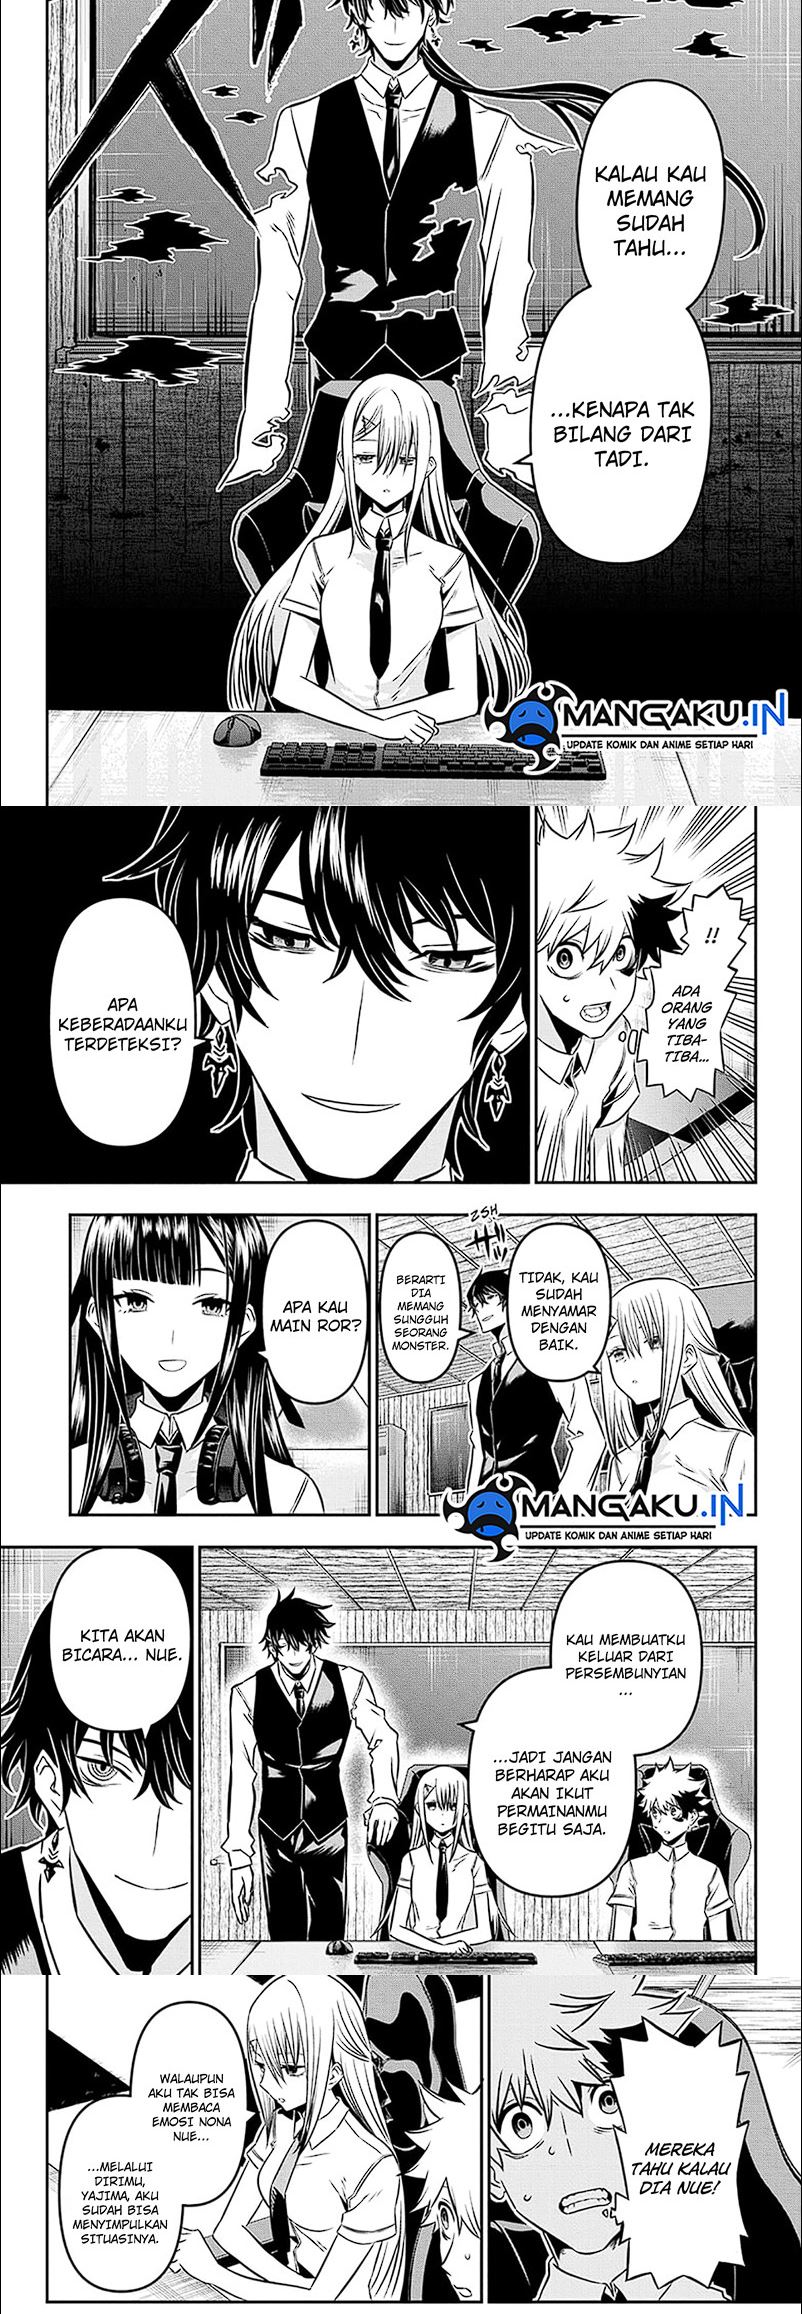 KALAU KAU
MEMANG
SUDAH
TAHU...
...KENAPA TAK
BILANG DARI
TADI.
MANGAKU.IN
UPDATE KOMIK DAN ANIME SETIAP HARI
!!
ADA
ORANG
YANG
TIBA-
TIBA...
APA
KEBERADAANKU
TERDETEKSI?
ZSH
TIDAK, KAU
SUDAH
MENYAMAR
DENGAN
BAIK.
BERARTI
DIA
MEMANG
SUNGGUH
SEORANG
MONSTER.
APA KAU
MAIN ROR?
MANGAKU.IN
UPDATE KOMIK DAN ANIME SETIAP HARI
KAU MEMBUATKU
KELUAR DARI
PERSEMBUNYIAN
...
...JADI JANGAN
BERHARAP AKU
AKAN IKUT
PERMAINANMU
BEGITU SAJA.
KITA AKAN
BICARA... NUE.
MEREKA
TAHU KALAU
DIA NUE!
WALAUPUN
AKU TAK BISA
MEMBACA
EMOSI NONA
NUE...
...MELALUI
DIRIMU,
YAJIMA, AKU
SUDAH BISA
MENYIMPULKAN
SITUASINYA.